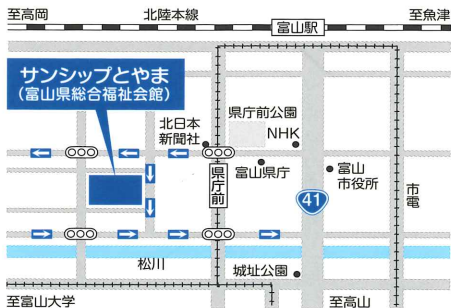 至高岡
北陸本線
至魚津
富山駅
サンシップとやま
(富山県総合福祉会館)
北日本
新聞社
県庁前公園
NHK
富山県庁
富山
市役所
県庁前
41
市電
松川
城址公園
至富山大学
至高山